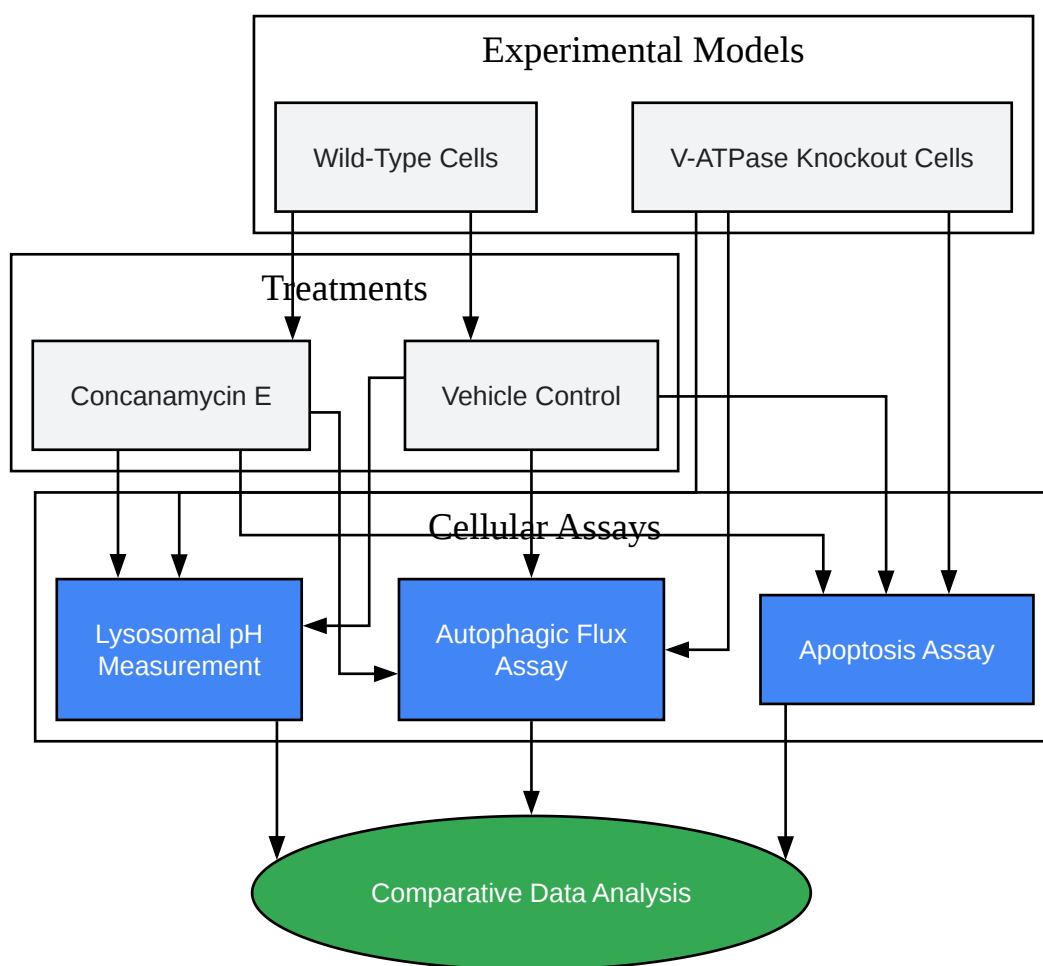 Experimental Models
Wild-Type Cells
V-ATPase Knockout Cells
Treatments
Concanamycin E
Vehicle Control
Cellular Assays
Lysosomal pH
Measurement
Autophagic Flux
Assay
Apoptosis Assay
Comparative Data Analysis